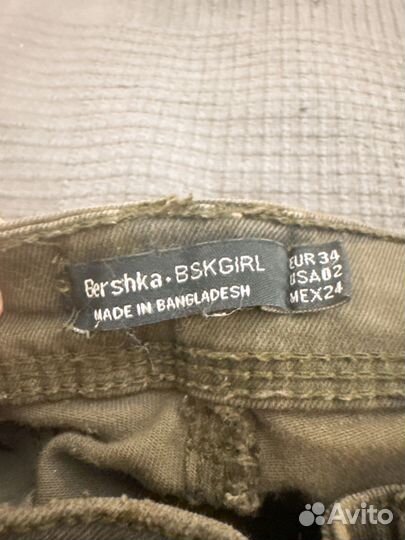 Bershka • BSKGIRL
MADE IN BANGLADESH
EUR 34
USA 02
MEX 24
Avito